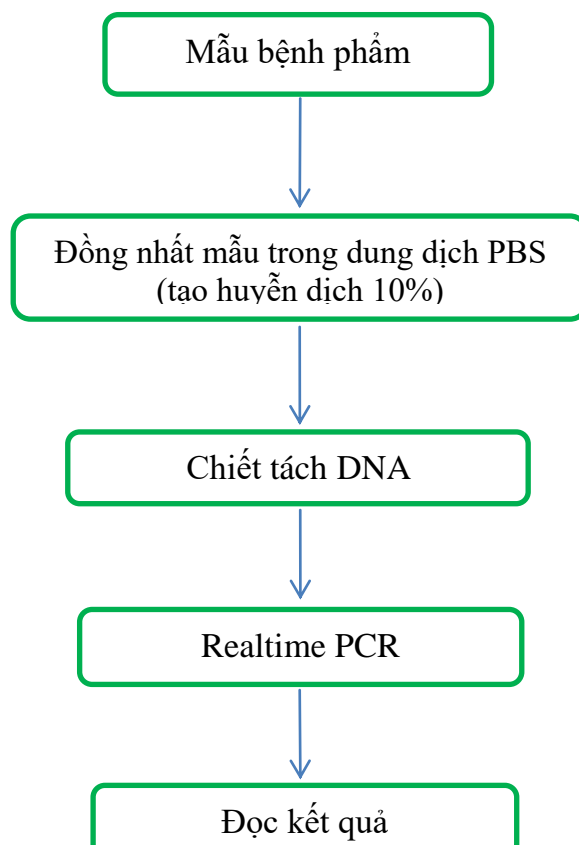 Mẫu bệnh phẩm
Đồng nhất mẫu trong dung dịch PBS
(tạo huyễn dịch 10%)
Chiết tách DNA
Realtime PCR
Đọc kết quả